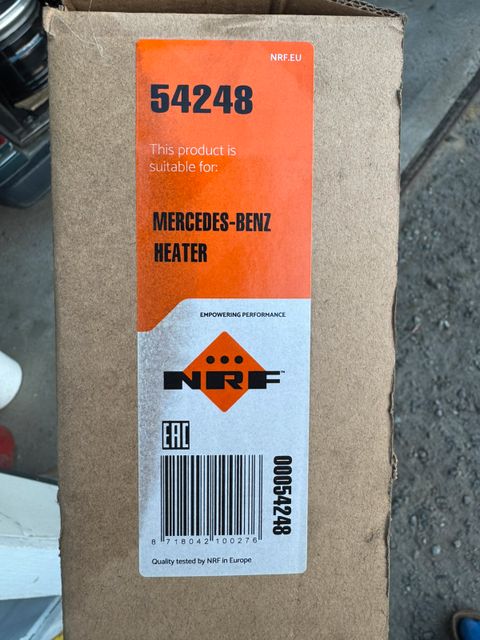 NRF.EU
54248
This product is
suitable for:
MERCEDES-BENZ
HEATER
EMPOWERING PERFORMANCE
NRF™
EAC
00054248
8 718042 100276
Quality tested by NRF in Europe